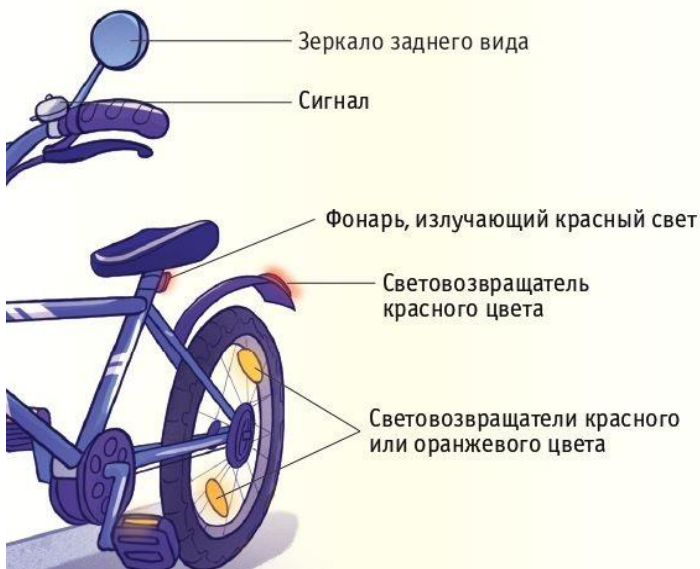 Зеркало заднего вида
Сигнал
Фонарь, излучающий красный свет
Световозвращатель
красного цвета
Световозвращатели красного
или оранжевого цвета